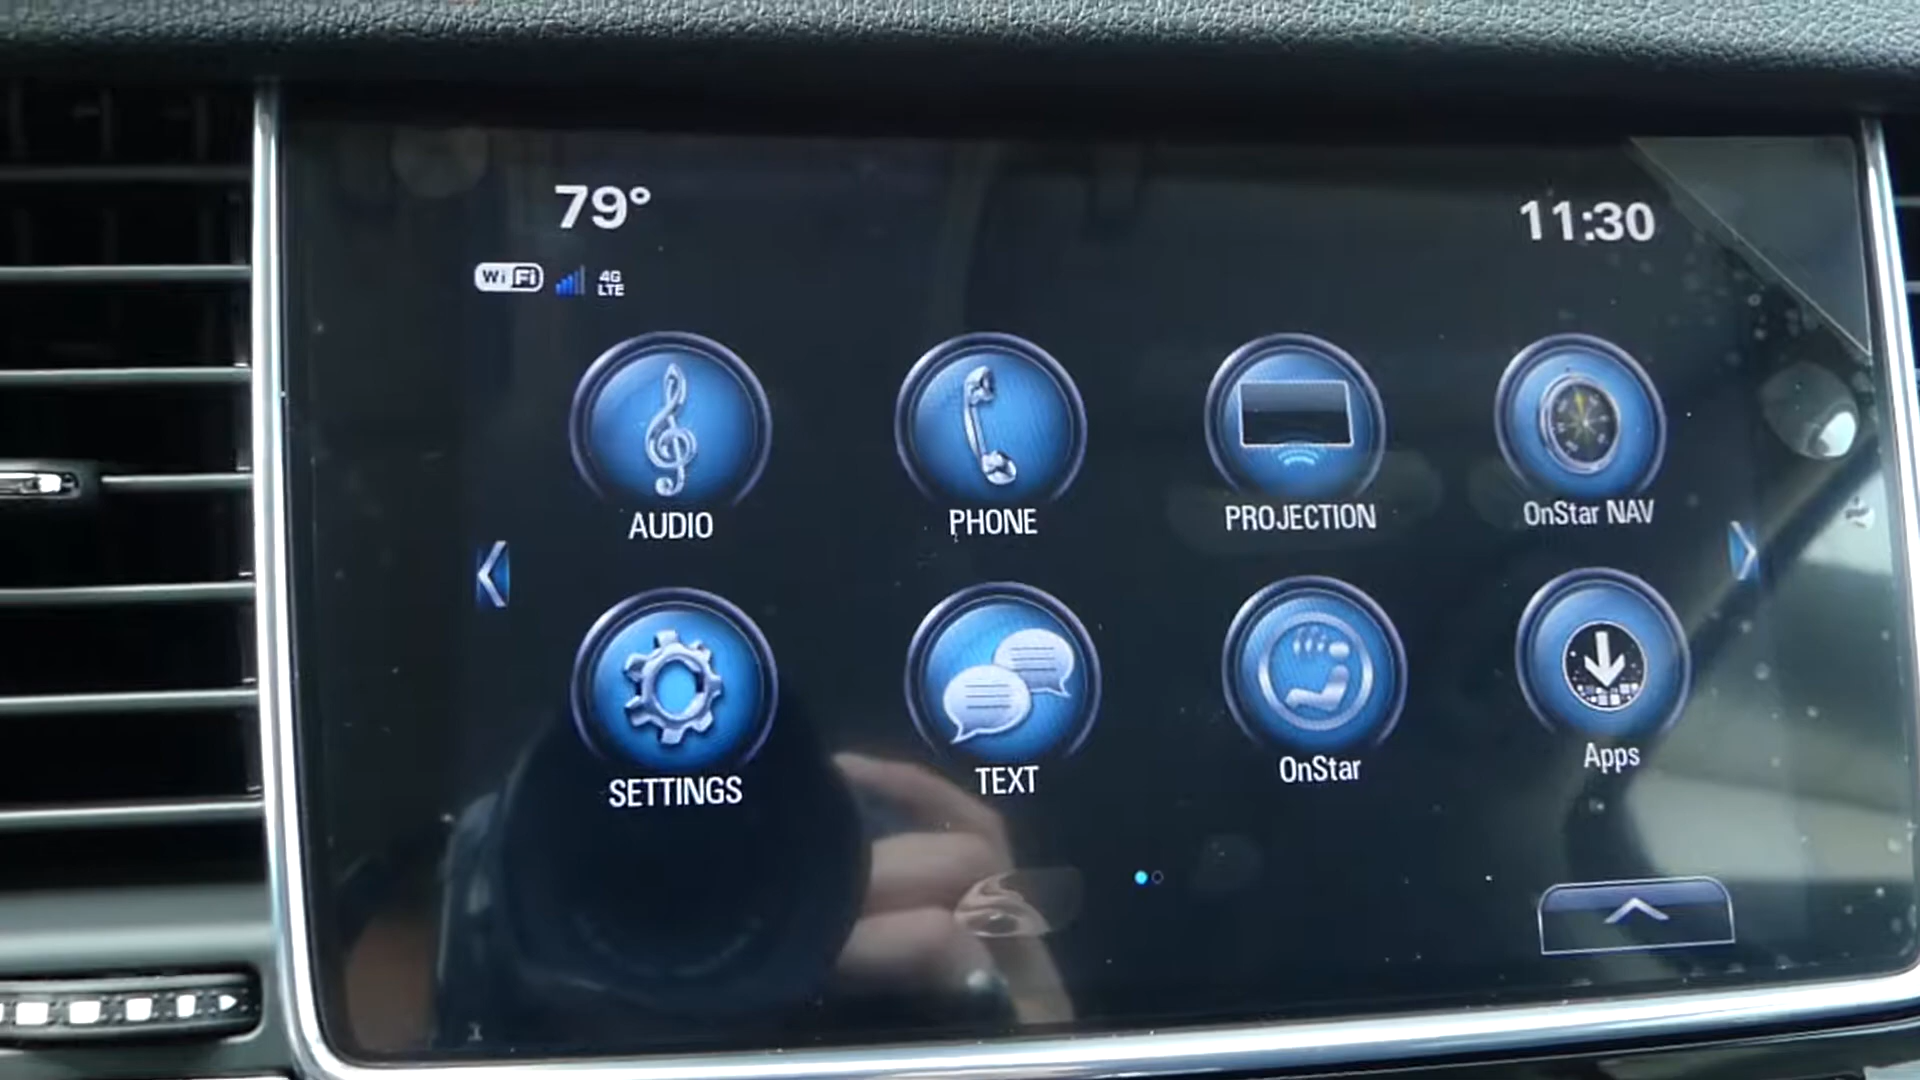 79°
11:30
WiFi
4G
LTE
AUDIO
PHONE
PROJECTION
OnStar NAV
SETTINGS
TEXT
OnStar
Apps